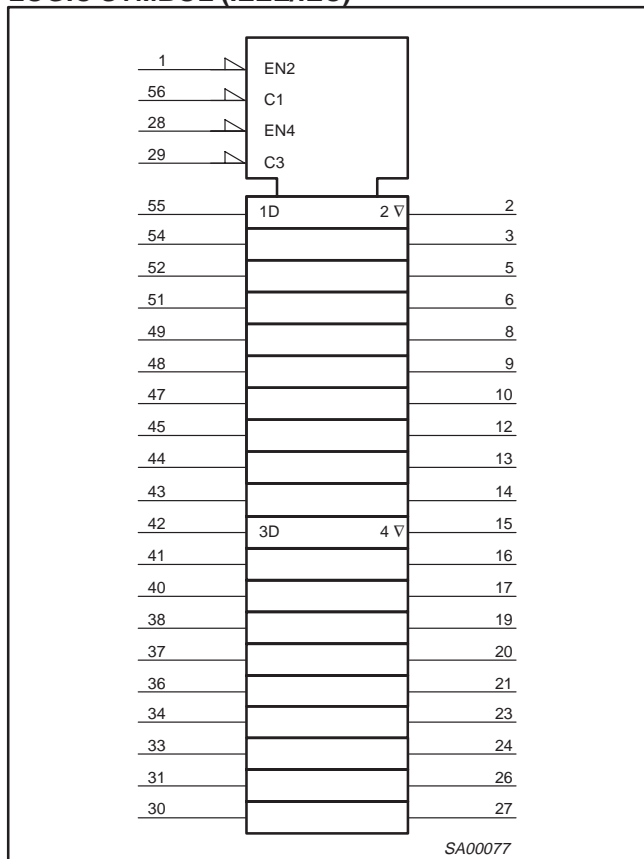 LOGIC SYMBOL (IEEE/IEC)
1 EN2
56 C1
28 EN4
29 C3
55 1D 2 ∇ 2
54 3
52 5
51 6
49 8
48 9
47 10
45 12
44 13
43 14
42 3D 4 ∇ 15
41 16
40 17
38 19
37 20
36 21
34 23
33 24
31 26
30 27
SA00077